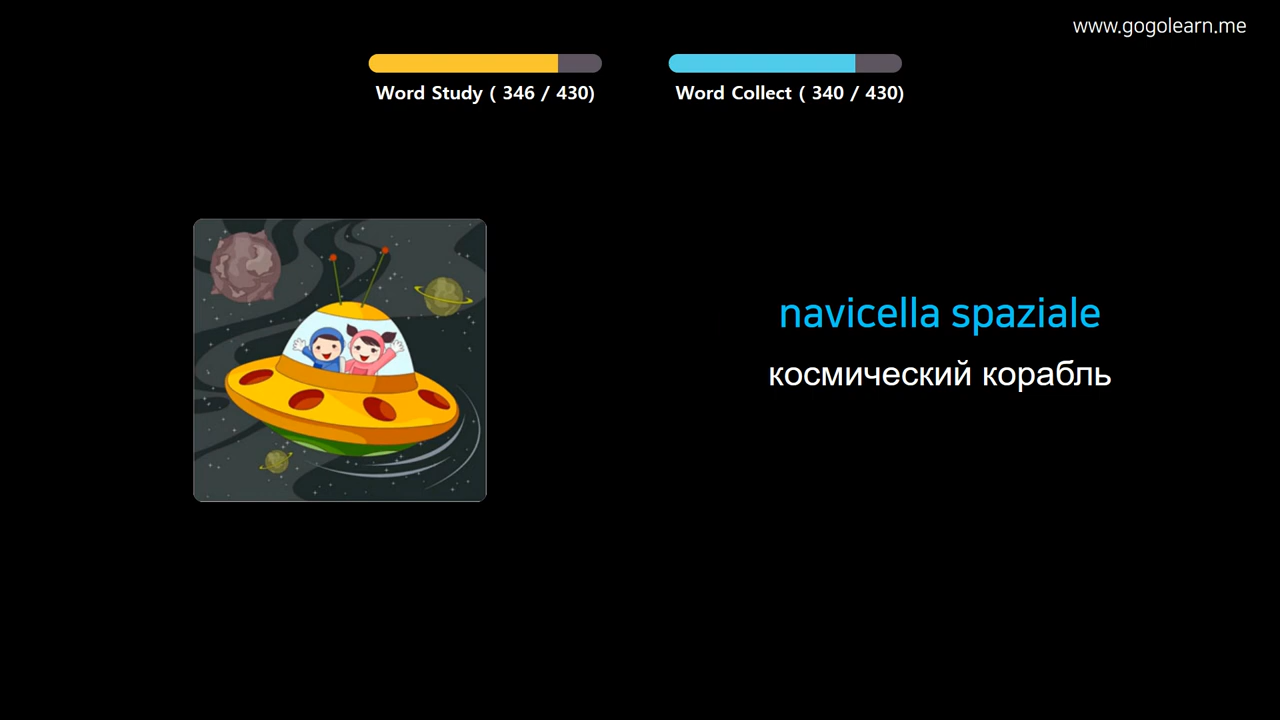 www.gogolearn.me
Word Study ( 346 / 430)
Word Collect ( 340 / 430)
navicella spaziale
космический корабль